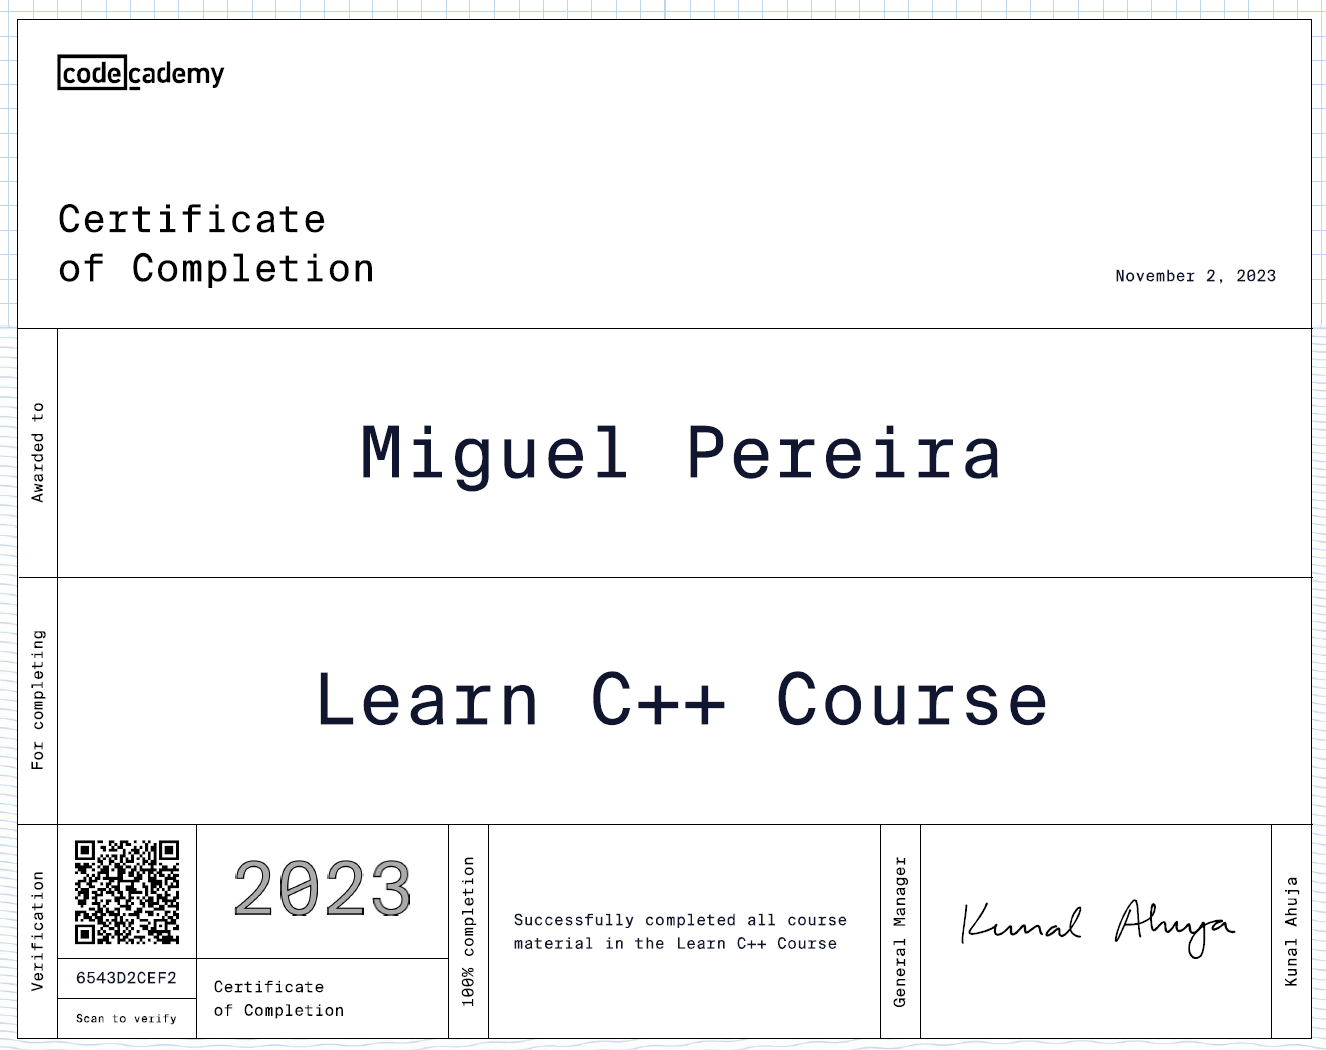 codecademy
Certificate
of Completion
November 2, 2023
Awarded to
Miguel Pereira
For completing
Learn C++ Course
Verification
6543D2CEF2
Scan to verify
2023
Certificate
of Completion
100% completion
Successfully completed all course
material in the Learn C++ Course
General Manager
Kunal Ahuja
Kunal Ahuja